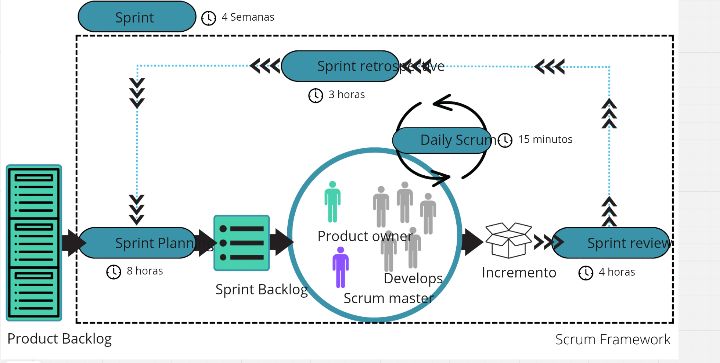 Sprint
4 Semanas
Sprint retrospective
3 horas
Daily Scrum
15 minutos
Product owner
Sprint Planning
8 horas
Sprint Backlog
Develops
Scrum master
Incremento
Sprint review
4 horas
Product Backlog
Scrum Framework